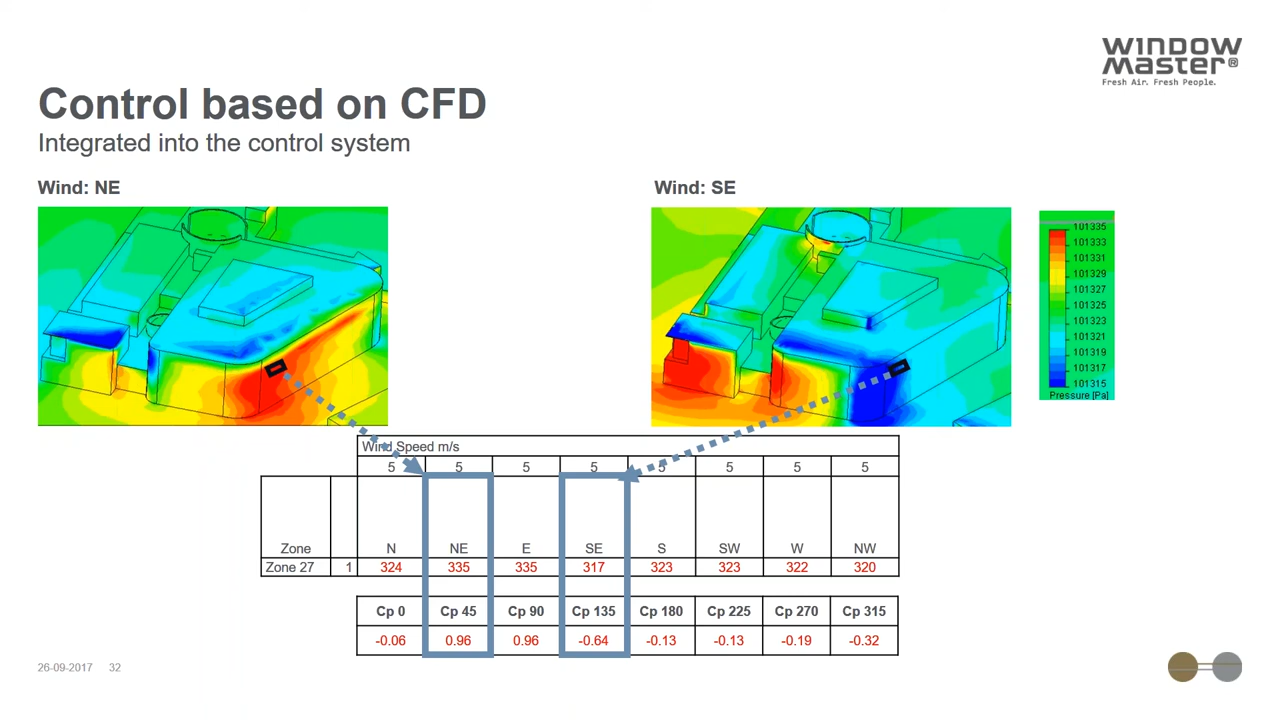 WINDOW
MASTER®
Fresh Air. Fresh People.
Control based on CFD
Integrated into the control system
Wind: NE
Wind: SE
101335
101333
101331
101329
101327
101325
101323
101321
101319
101317
101315
Pressure [Pa]
Wind Speed m/s
5 5 5 5 5 5 5 5
Zone N NE E SE S SW W NW
Zone 27 1 324 335 335 317 323 323 322 320
Cp 0 Cp 45 Cp 90 Cp 135 Cp 180 Cp 225 Cp 270 Cp 315
-0.06 0.96 0.96 -0.64 -0.13 -0.13 -0.19 -0.32
26-09-2017 32